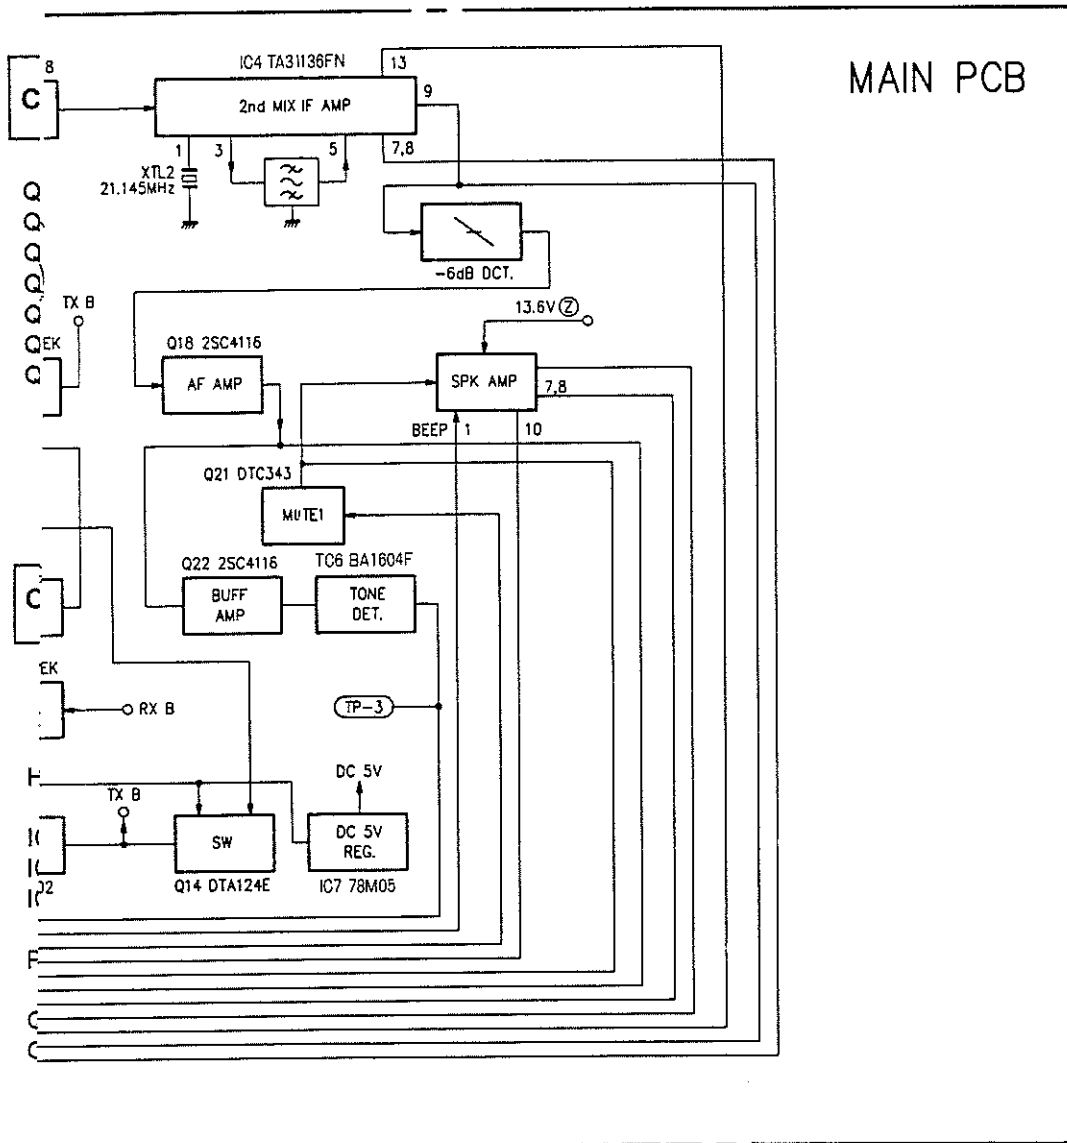 MAIN PCB
IC4 TA31136FN
13
8
C
2nd MIX IF AMP
9
1
3
5
7,8
XTL2
21.145MHz
Q
Q
Q
Q
Q
Q
Q
-6dB DCT.
TX B
13.6V Z
EK
Q18 2SC4116
AF AMP
SPK AMP
7,8
BEEP
1
10
Q21 DTC343
MUTE1
Q22 2SC4116
TC6 BA1604F
C
BUFF
AMP
TONE
DET.
EK
RX B
TP-3
DC 5V
TX B
SW
DC 5V
REG.
Q14 DTA124E
IC7 78M05